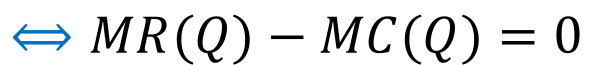 ⟺ MR(Q) − MC(Q) = 0